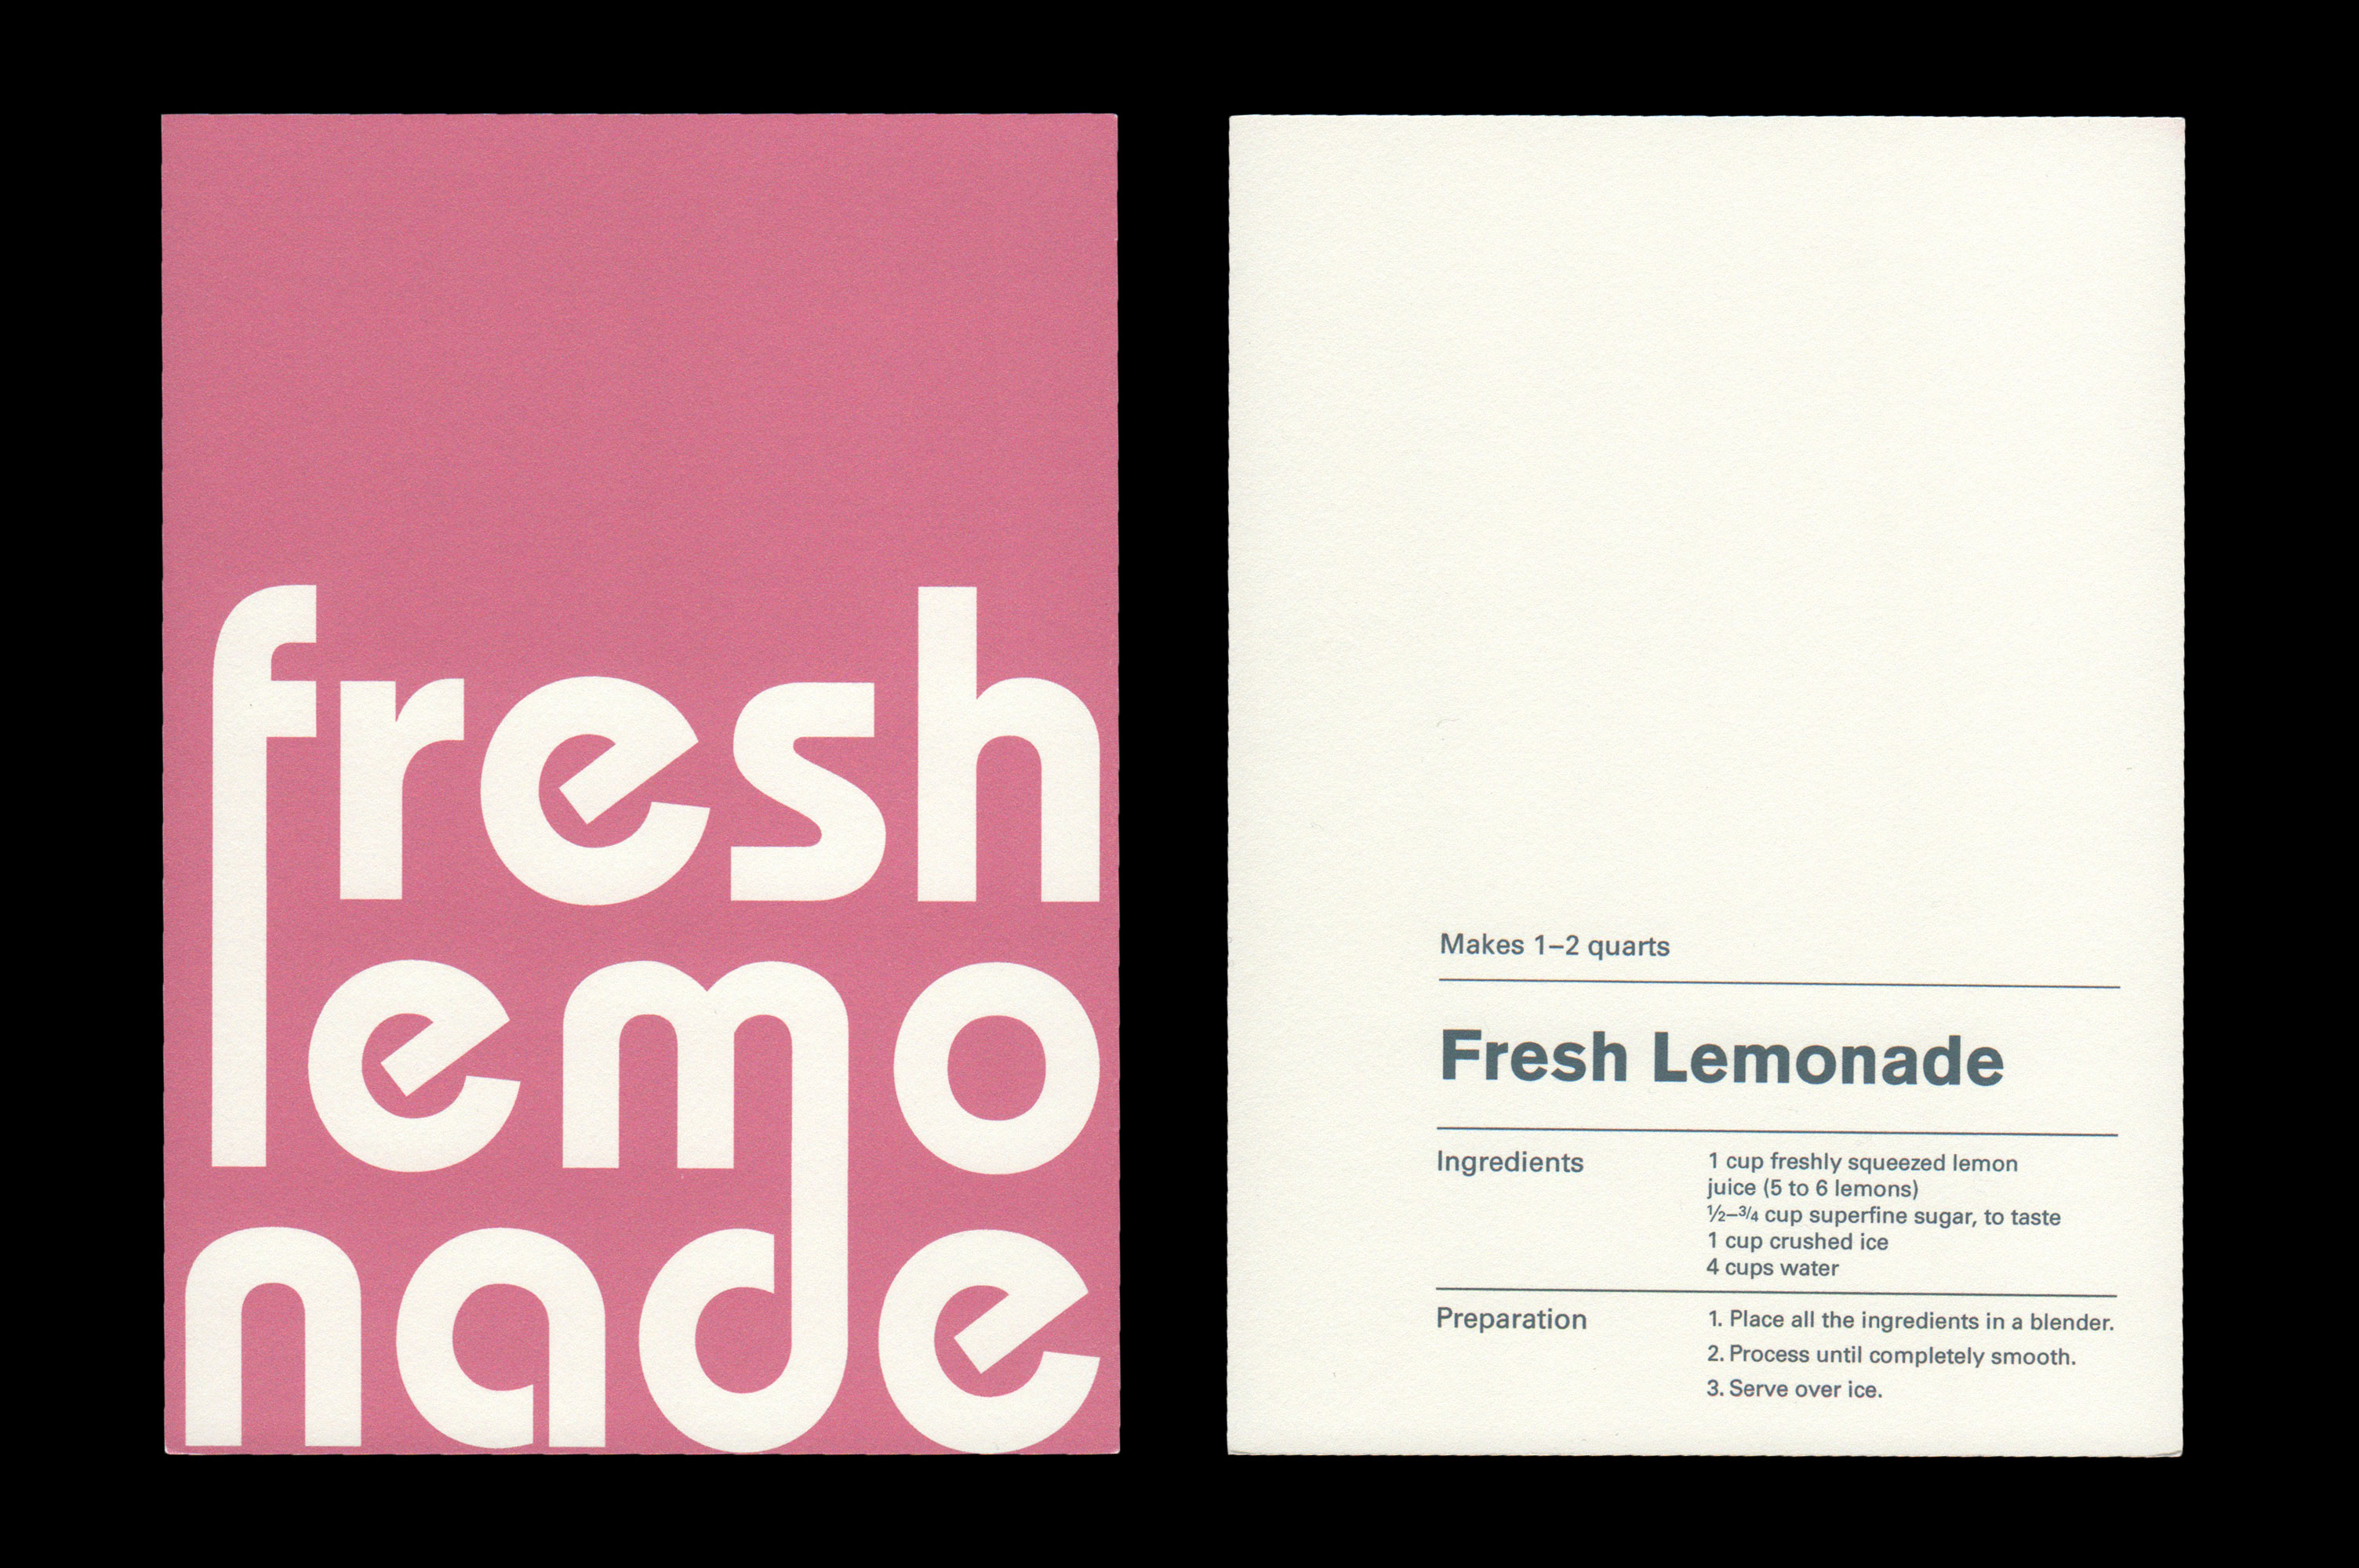 fresh
lemo
nade
Makes 1–2 quarts
Fresh Lemonade
Ingredients
1 cup freshly squeezed lemon
juice (5 to 6 lemons)
½–¾ cup superfine sugar, to taste
1 cup crushed ice
4 cups water
Preparation
1. Place all the ingredients in a blender.
2. Process until completely smooth.
3. Serve over ice.